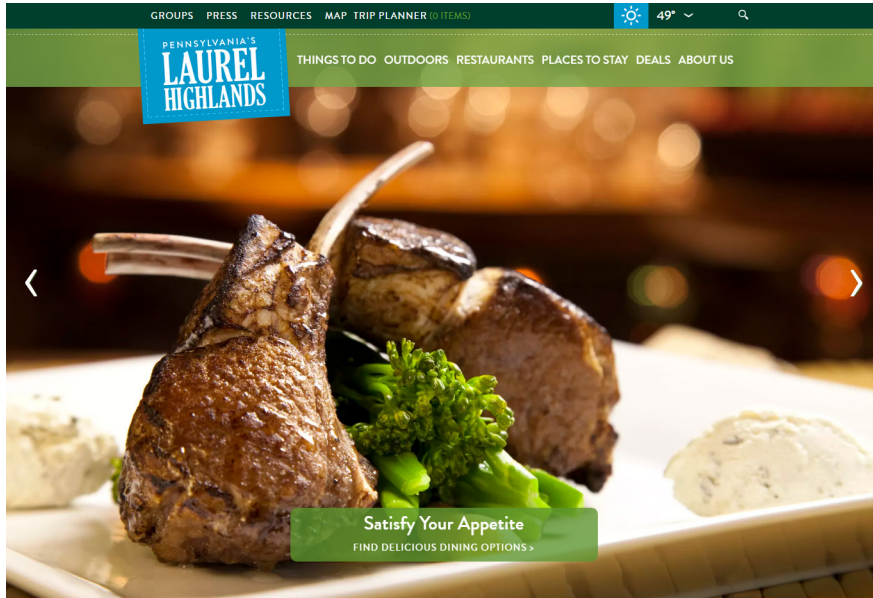 GROUPS PRESS RESOURCES MAP TRIP PLANNER (0 ITEMS) 49°
PENNSYLVANIA'S
LAUREL
HIGHLANDS
THINGS TO DO OUTDOORS RESTAURANTS PLACES TO STAY DEALS ABOUT US
Satisfy Your Appetite
FIND DELICIOUS DINING OPTIONS >